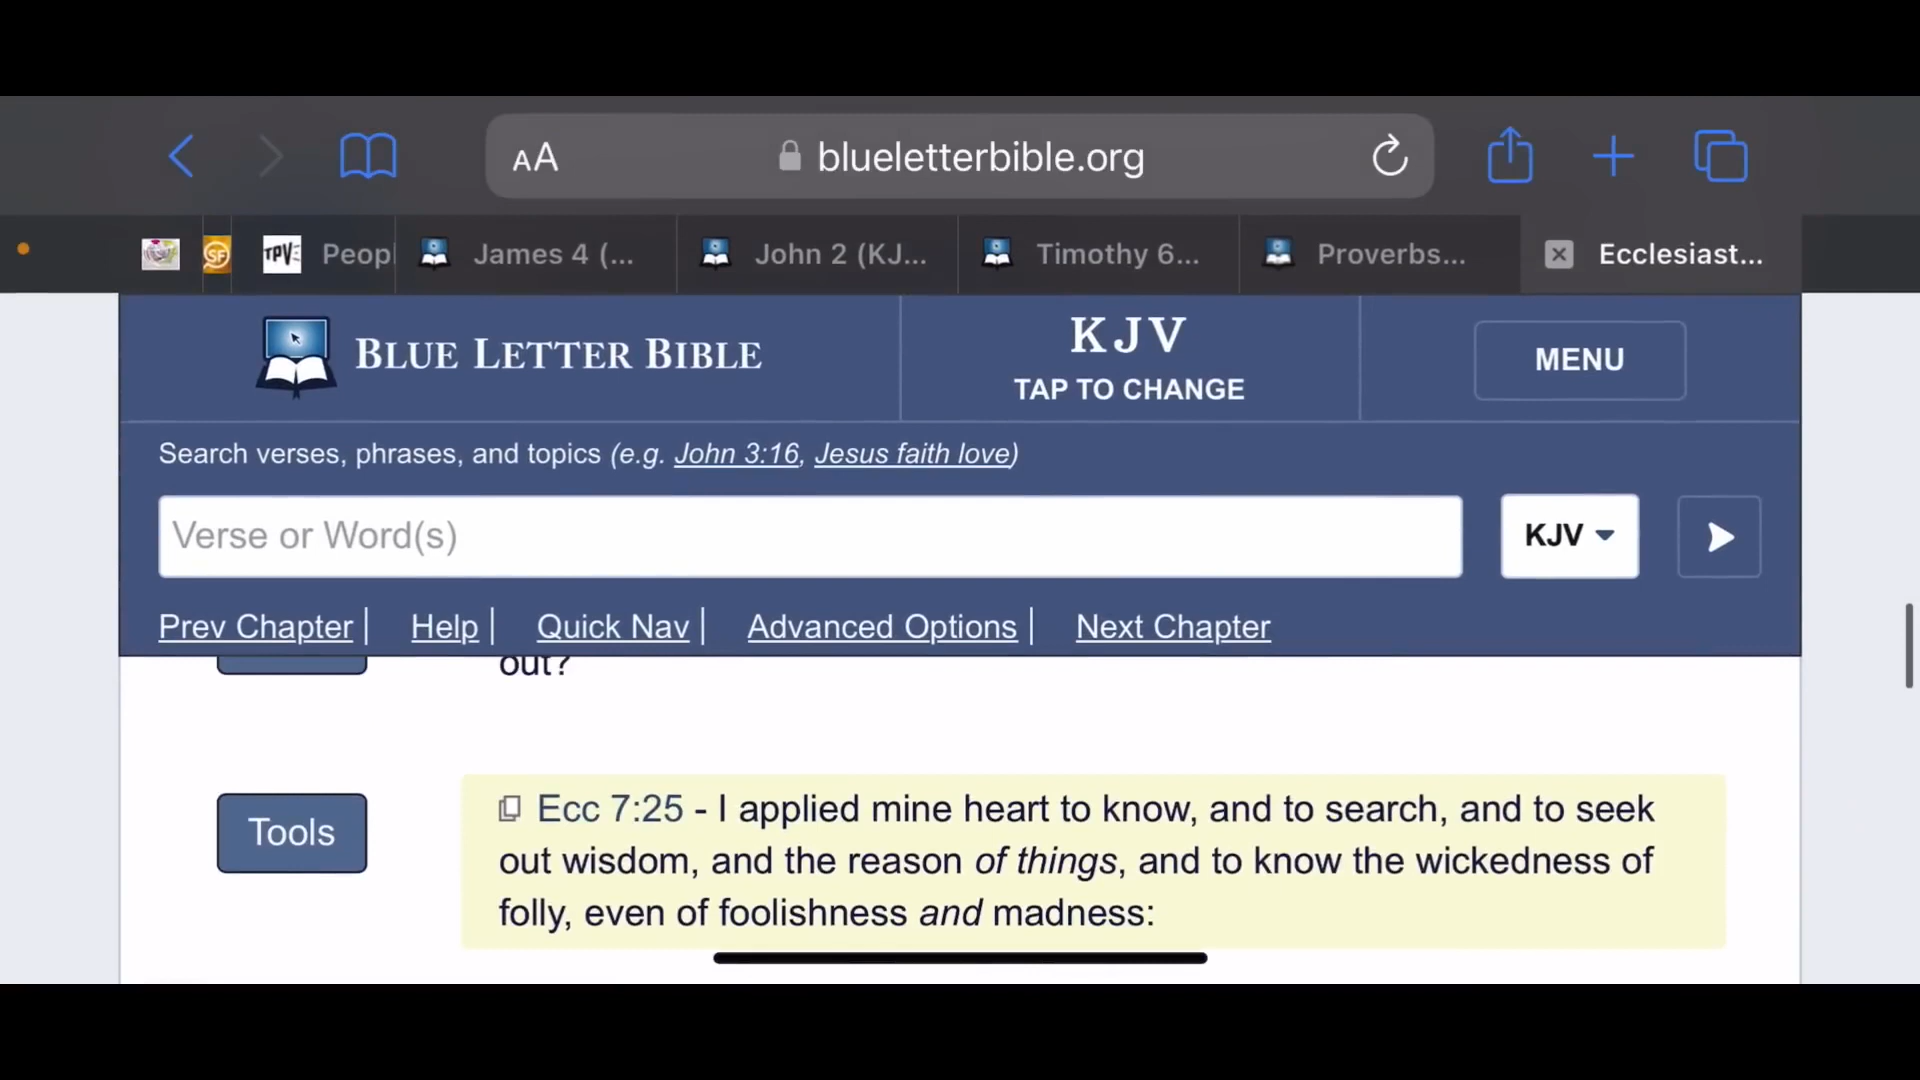 AA blueletterbible.org
SF TPV Peopl James 4 (... John 2 (KJ... Timothy 6... Proverbs... Ecclesiast...
BLUE LETTER BIBLE
KJV
TAP TO CHANGE
MENU
Search verses, phrases, and topics (e.g. John 3:16, Jesus faith love)
Verse or Word(s) KJV
Prev Chapter | Help | Quick Nav | Advanced Options | Next Chapter
out?
Tools
Ecc 7:25 - I applied mine heart to know, and to search, and to seek
out wisdom, and the reason of things, and to know the wickedness of
folly, even of foolishness and madness: